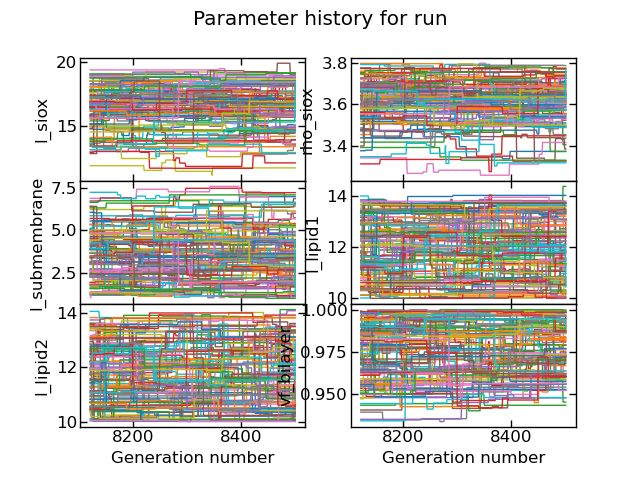 Parameter history for run
20
15
l_siox
3.8
3.6
3.4
rho_siox
7.5
5.0
2.5
l_submembrane
14
12
10
l_lipid1
14
12
10
l_lipid2
1.000
0.975
0.950
vf_bilayer
8200 8400
8200 8400
Generation number
Generation number